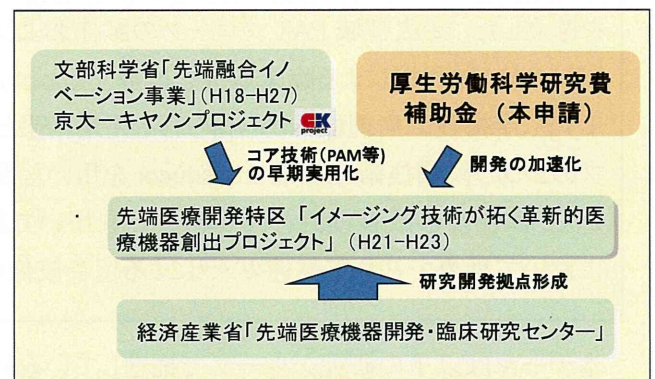 文部科学省「先端融合イノ
ベーション事業」(H18-H27)
京大－キヤノンプロジェクト CK
project
厚生労働科学研究費
補助金 (本申請)
コア技術(PAM等)
の早期実用化
開発の加速化
先端医療開発特区 「イメージング技術が拓く革新的医
療機器創出プロジェクト」 (H21-H23)
研究開発拠点形成
経済産業省「先端医療機器開発・臨床研究センター」